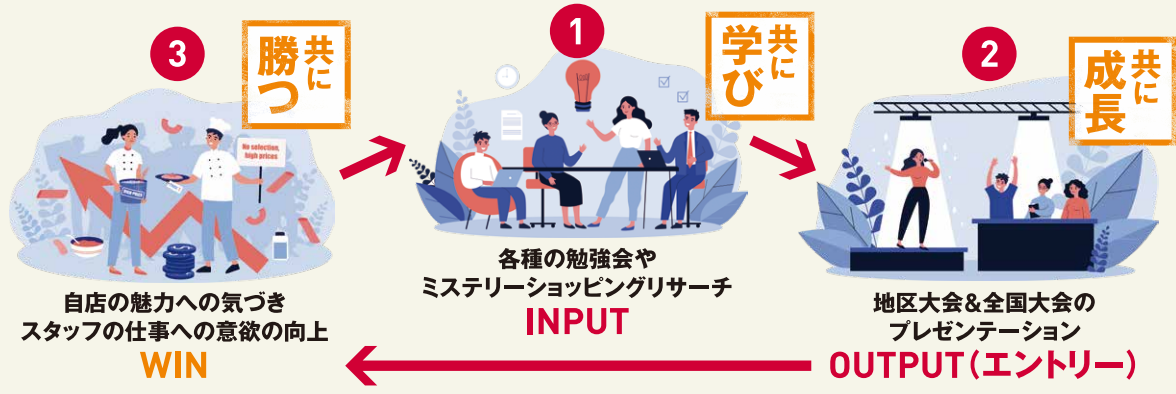 3
共に
勝つ
No selection,
high prices
自店の魅力への気づき
スタッフの仕事への意欲の向上
WIN
1
共に
学び
各種の勉強会や
ミステリーショッピングリサーチ
INPUT
2
共に
成長
地区大会&全国大会の
プレゼンテーション
OUTPUT(エントリー)